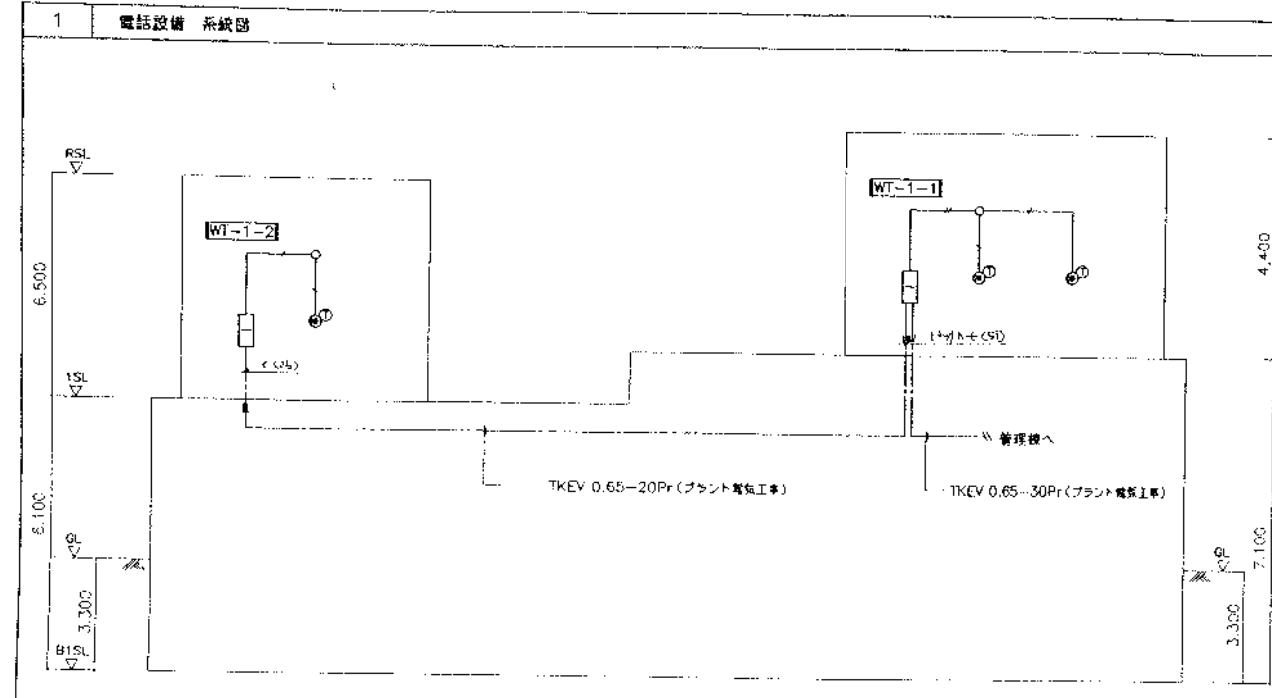 1 電話設備 系統図
RSL
WT-1-1
WT-1-2
4,400
6.500
1SL
管理棟へ
TKEV 0.65-20Pr(プラント電気工事)
TKEV 0.65-30Pr(プラント電気工事)
GL
GL
7.100
3.300
3.300
B1SL